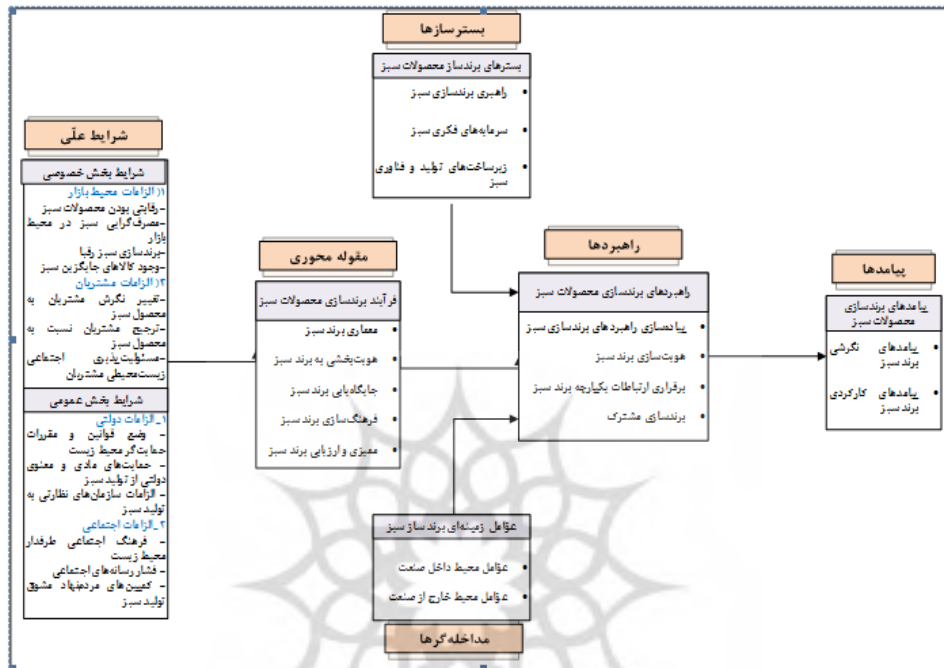 بسترسازها
بسترهای برندساز محصولات سبز
• راهبری برندسازی سبز
• سرمایه‌های فکری سبز
• زیرساخت‌های تولید و فناوری
سبز
شرایط علّی
شرایط بخش خصوصی
۱) الزامات محیط بازار
-رقابتی بودن محصولات سبز
-مصرف‌گرایی سبز در محیط
بازار
-برندسازی سبز رقبا
-وجود کالاهای جایگزین سبز
۲) الزامات مشتریان
-تغییر نگرش مشتریان به
محصول سبز
-ترجیح مشتریان نسبت به
محصول سبز
-مسئولیت‌پذیری اجتماعی
زیست‌محیطی مشتریان
شرایط بخش عمومی
۱_الزامات دولتی
- وضع قوانین و مقررات
حمایت‌گر محیط زیست
- حمایت‌های مادی و معنوی
دولتی از تولید سبز
- الزامات سازمان‌های نظارتی به
تولید سبز
۲_الزامات اجتماعی
- فرهنگ اجتماعی طرفدار
محیط زیست
- فشار رسانه‌های اجتماعی
- کمپین‌های مردم‌نهاد مشوق
تولید سبز
مقوله محوری
فرآیند برندسازی محصولات سبز
• معماری برند سبز
• هویت‌بخشی به برند سبز
• جایگاه‌یابی برند سبز
• فرهنگ‌سازی برند سبز
• ممیزی و ارزیابی برند سبز
راهبردها
راهبردهای برندسازی محصولات سبز
• پیاده‌سازی راهبردهای برندسازی سبز
• هویت‌سازی برند سبز
• برقراری ارتباطات یکپارچه برند سبز
• برندسازی مشترک
پیامدها
پیامدهای برندسازی
محصولات سبز
• پیامدهای نگرشی
برند سبز
• پیامدهای کارکردی
برند سبز
عوامل زمینه‌ای برندساز سبز
• عوامل محیط داخل صنعت
• عوامل محیط خارج از صنعت
مداخله‌گرها